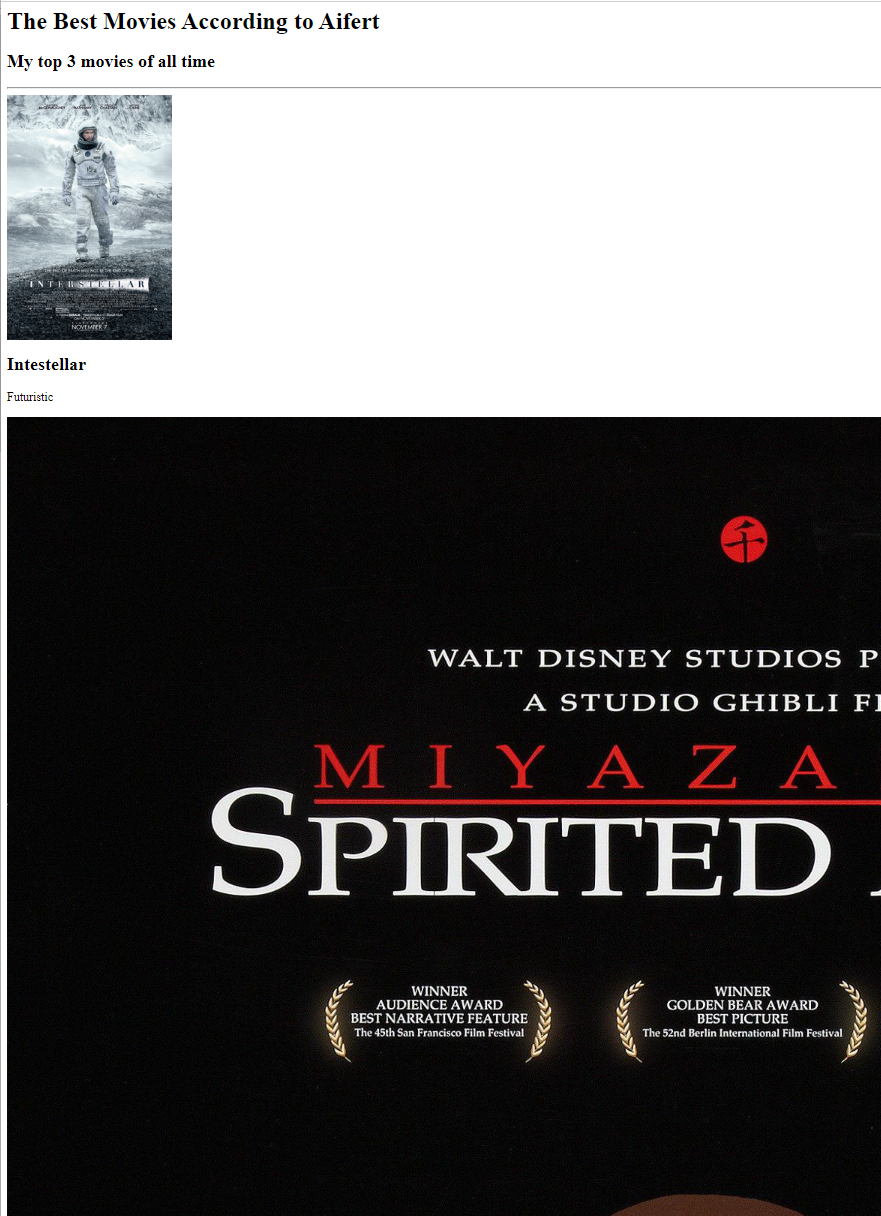 The Best Movies According to Aifert
My top 3 movies of all time
INTERSTELLAR
NOVEMBER 7
Intestellar
Futuristic
千
WALT DISNEY STUDIOS P
A STUDIO GHIBLI F
MIYAZA
SPIRITED
WINNER
AUDIENCE AWARD
BEST NARRATIVE FEATURE
The 45th San Francisco Film Festival
WINNER
GOLDEN BEAR AWARD
BEST PICTURE
The 52nd Berlin International Film Festival